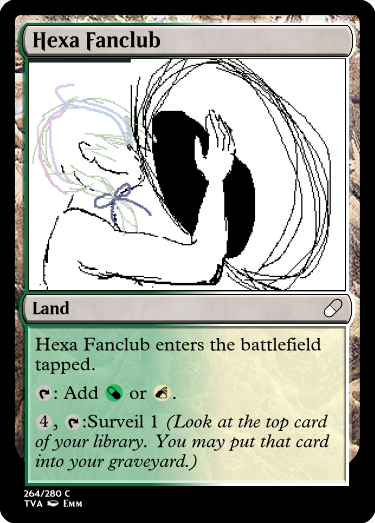 Hexa Fanclub
Land
Hexa Fanclub enters the battlefield
tapped.
: Add or .
4 , :Surveil 1 (Look at the top card
of your library. You may put that card
into your graveyard.)
264/280 C
TVA Emm